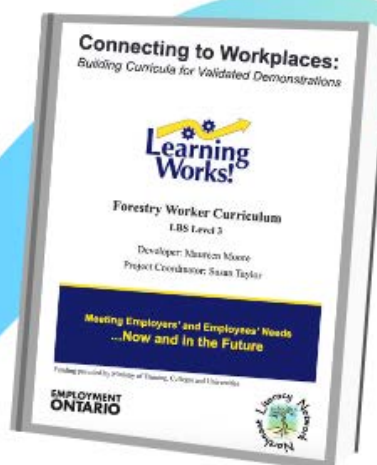 Connecting to Workplaces:
Building Curricula for Validated Demonstrations
Learning
Works!
Forestry Worker Curriculum
LBS Level 3
Developer: Maureen Moore
Project Coordinator: Susan Taylor
Meeting Employers' and Employees' Needs
...Now and in the Future
Funding provided by Ministry of Training, Colleges and Universities
EMPLOYMENT
ONTARIO
Literacy Network Northeast